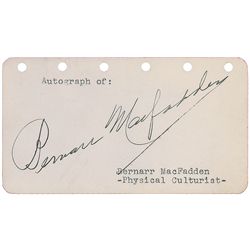 Autograph of:
Bernarr Macfadden
Bernarr MacFadden
-Physical Culturist-